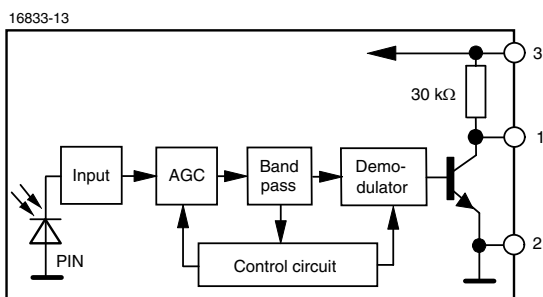 16833-13
3
30 kΩ
1
Input
AGC
Band
pass
Demo-
dulator
2
PIN
Control circuit